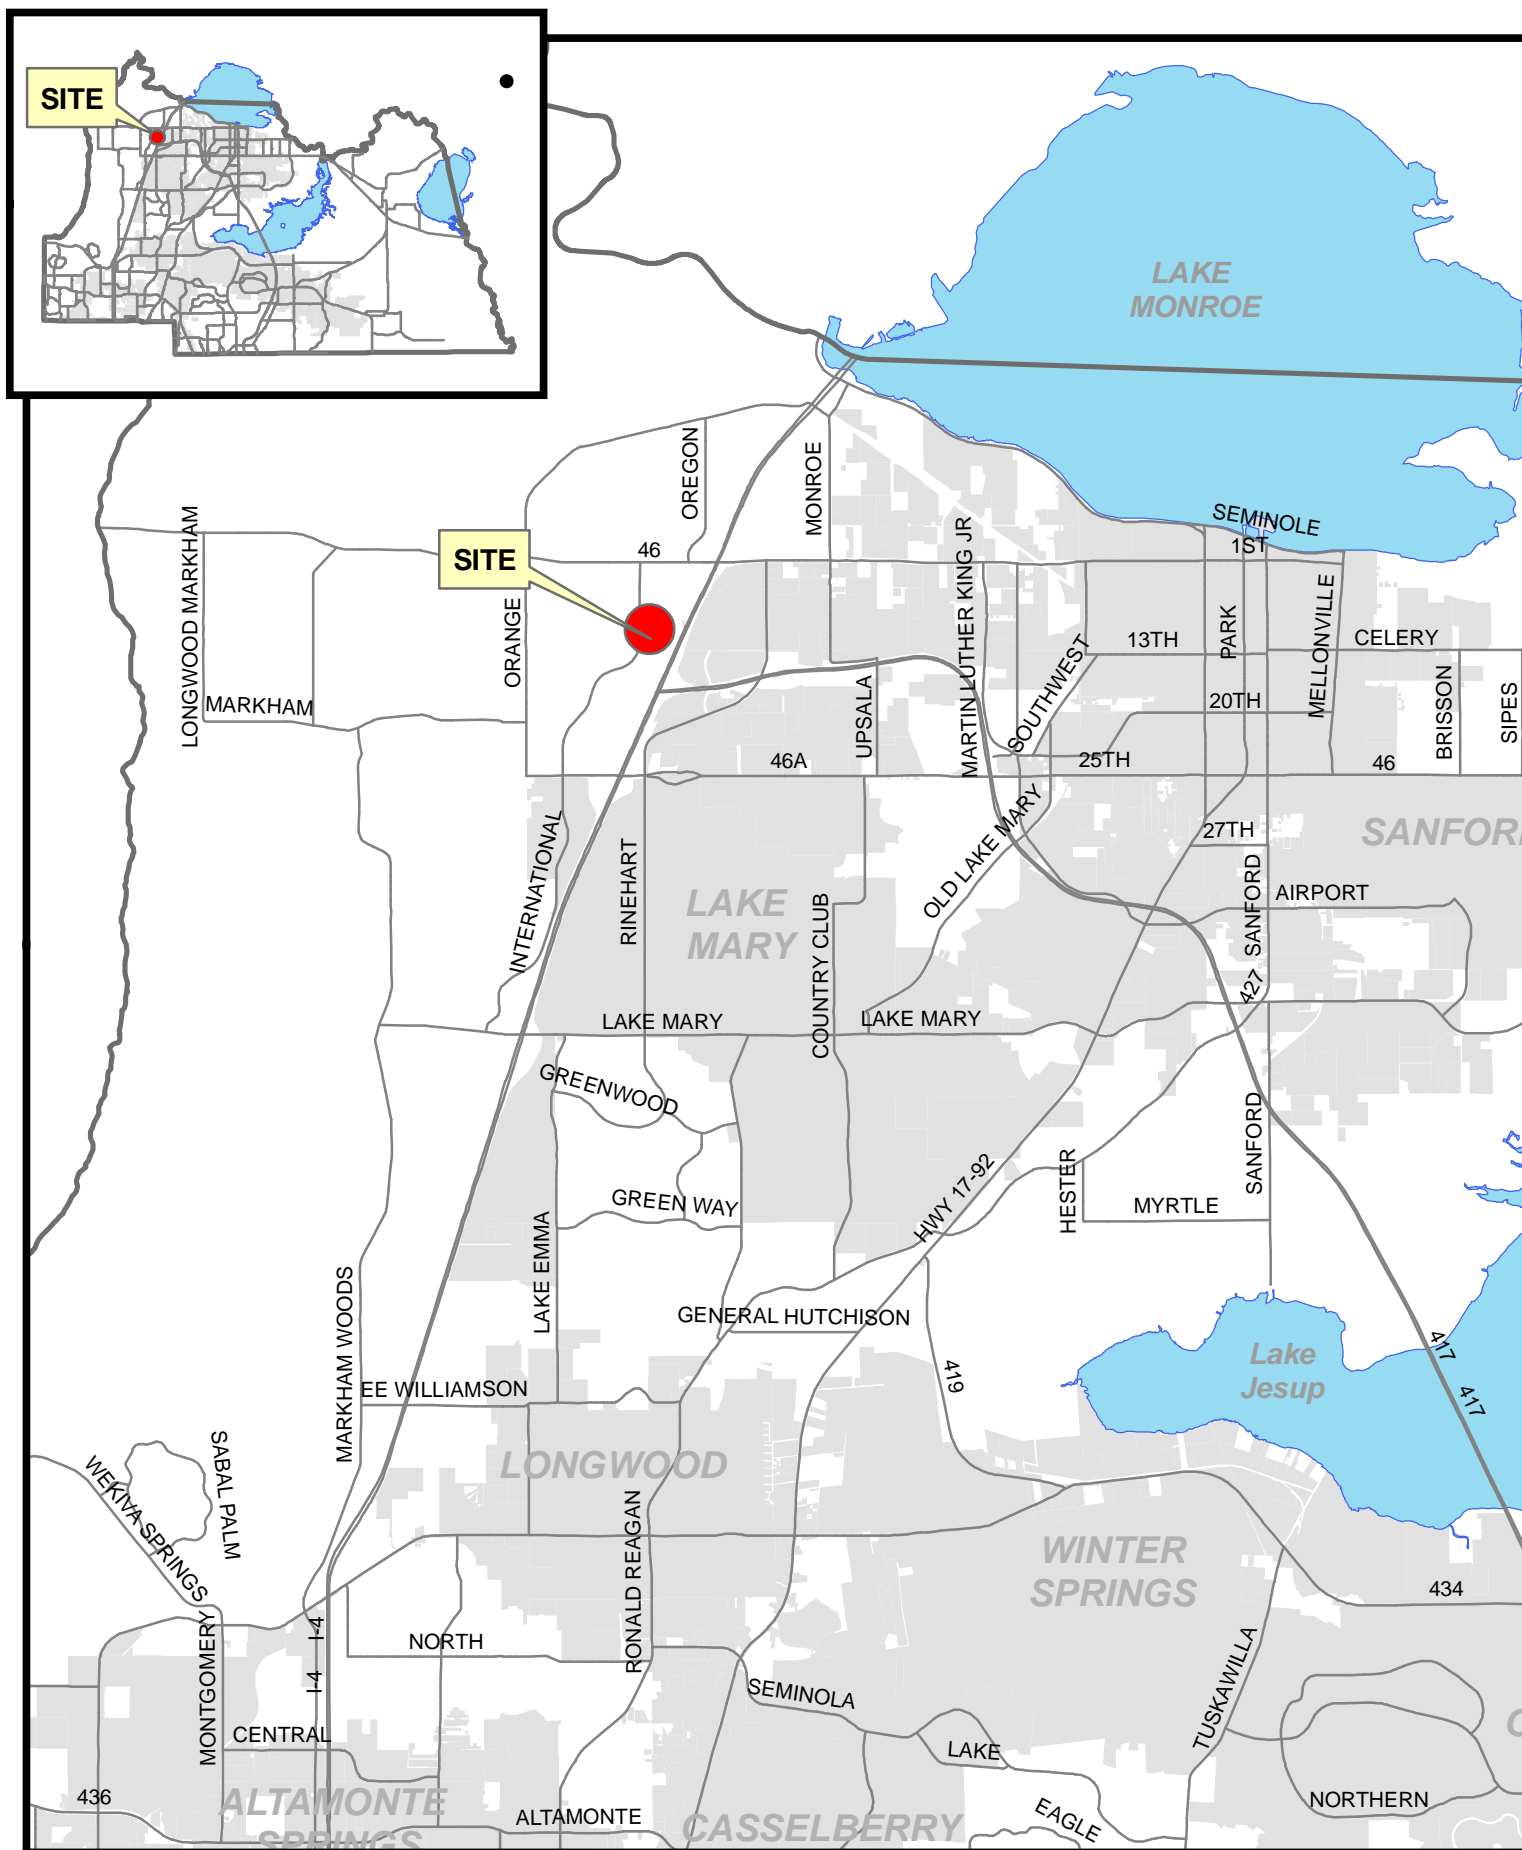 SITE
LAKE
MONROE
OREGON
MONROE
SEMINOLE
1ST
46
SITE
LONGWOOD MARKHAM
ORANGE
MARTIN LUTHER KING JR
SOUTHWEST
13TH
PARK
MELLONVILLE
CELERY
MARKHAM
UPSALA
20TH
BRISSON
SIPES
46A
25TH
46
INTERNATIONAL
RINEHART
OLD LAKE MARY
27TH
SANFOR
LAKE
MARY
COUNTRY CLUB
SANFORD
AIRPORT
427
LAKE MARY
LAKE MARY
GREENWOOD
SANFORD
HESTER
GREEN WAY
HWY 17-92
MYRTLE
LAKE EMMA
MARKHAM WOODS
GENERAL HUTCHISON
417
417
419
Lake
Jesup
EE WILLIAMSON
LONGWOOD
SABAL PALM
WEKIVA SPRINGS
RONALD REAGAN
WINTER
SPRINGS
434
MONTGOMERY
I-4
I-4
NORTH
TUSKAWILLA
SEMINOLA
CENTRAL
LAKE
436
ALTAMONTE
SPRINGS
ALTAMONTE
CASSELBERRY
EAGLE
NORTHERN